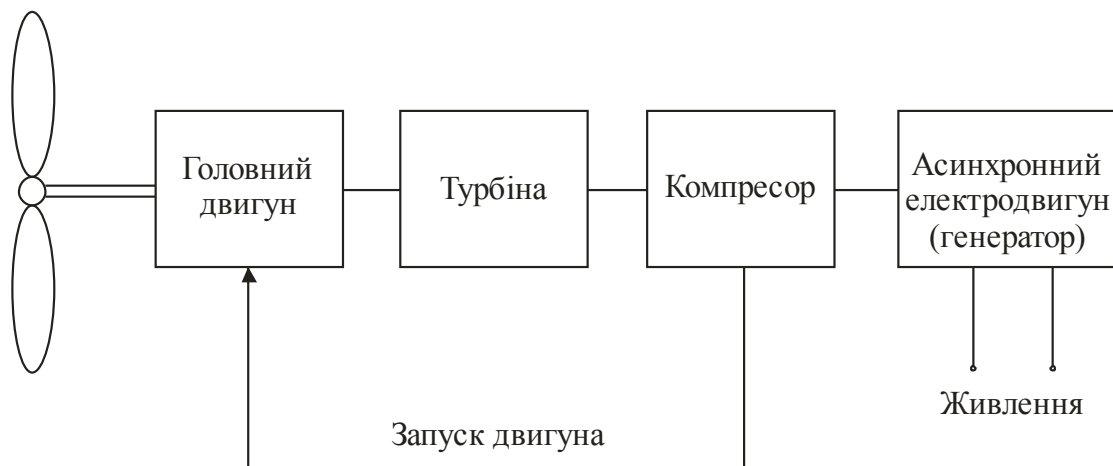 Головний
двигун
Турбіна
Компресор
Асинхронний
електродвигун
(генератор)
Живлення
Запуск двигуна